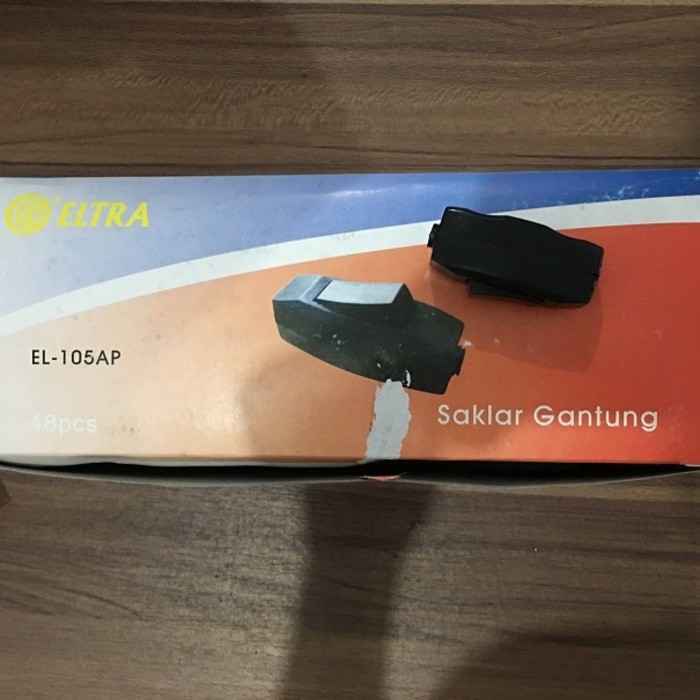 ELTRA
EL-105AP
48pcs
Saklar Gantung